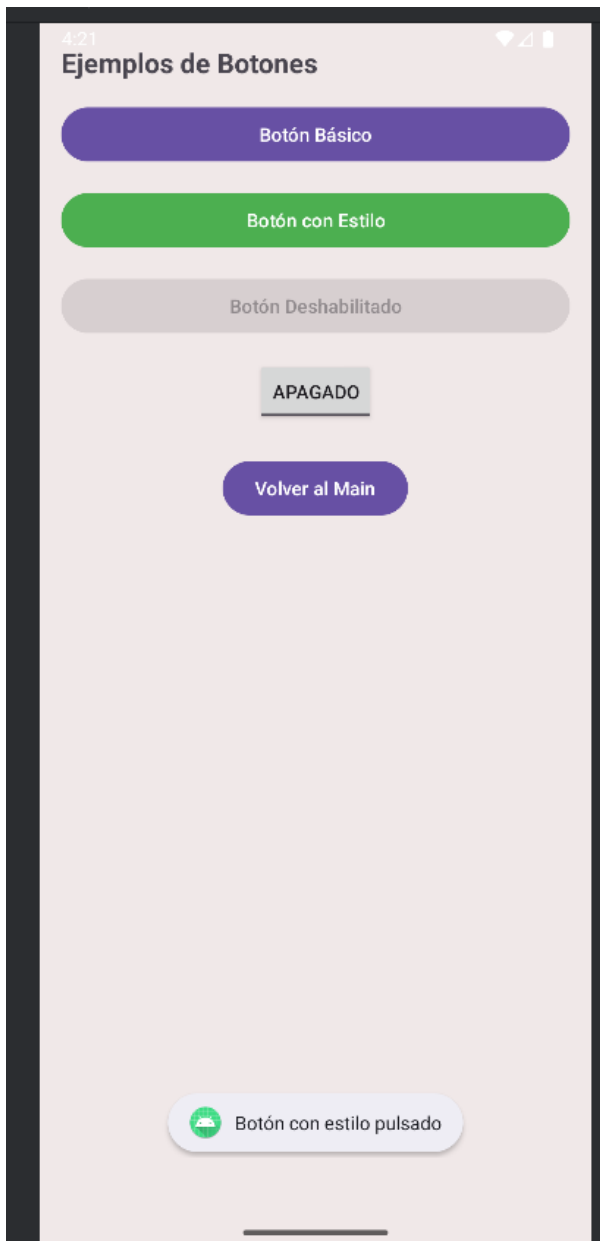 4:21
Ejemplos de Botones
Botón Básico
Botón con Estilo
Botón Deshabilitado
APAGADO
Volver al Main
Botón con estilo pulsado